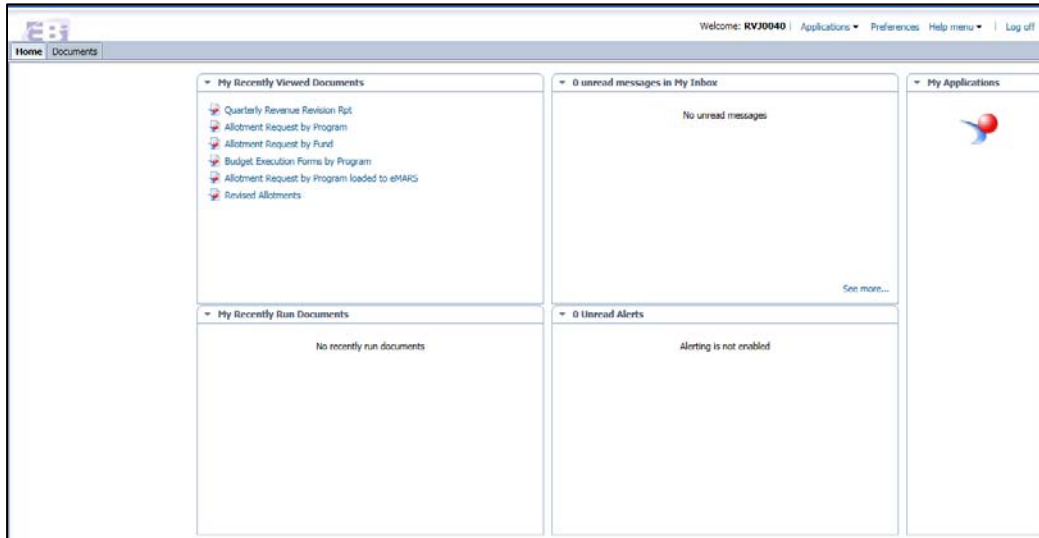 EBi
Welcome: RVJ0040 | Applications Preferences Help menu | Log off
Home Documents
My Recently Viewed Documents
Quarterly Revenue Revision Rpt
Allotment Request by Program
Allotment Request by Fund
Budget Execution Forms by Program
Allotment Request by Program loaded to eMARS
Revised Allotments
0 unread messages in My Inbox
No unread messages
See more...
My Applications
My Recently Run Documents
No recently run documents
0 Unread Alerts
Alerting is not enabled